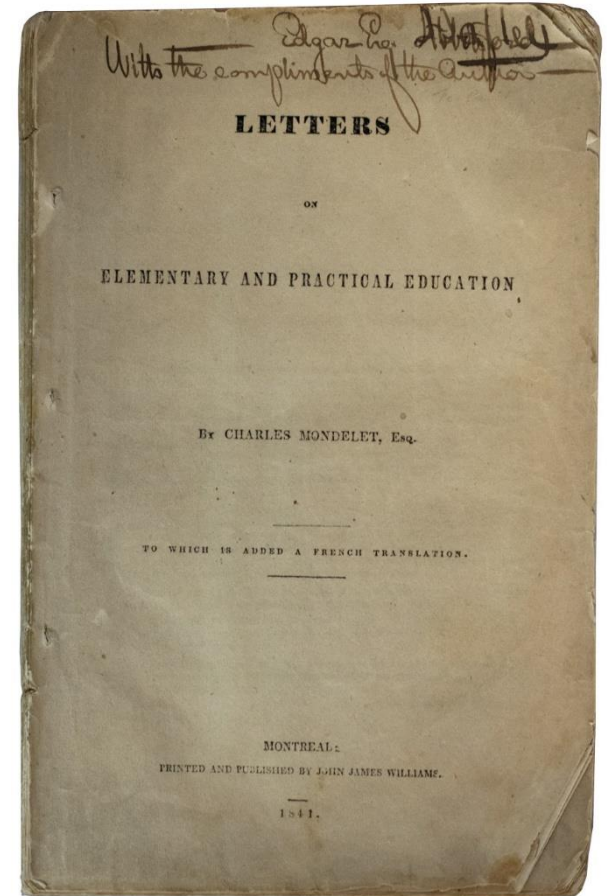 Edgar Esq.
With the compliments of the Author
LETTERS
ON
ELEMENTARY AND PRACTICAL EDUCATION
By CHARLES MONDELET, Esq.
TO WHICH IS ADDED A FRENCH TRANSLATION.
MONTREAL:
PRINTED AND PUBLISHED BY JOHN JAMES WILLIAMS.
1841.